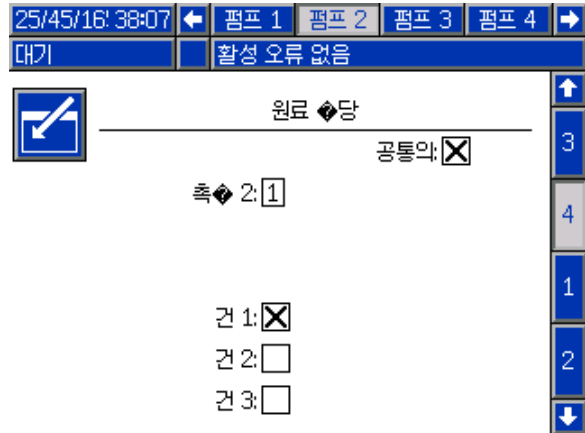 25/45/16! 38:07 펌프 1 펌프 2 펌프 3 펌프 4
대기 활성 오류 없음
원료 �당
공통의:
3
촉� 2: 1
4
1
건 1:
건 2:
2
건 3: